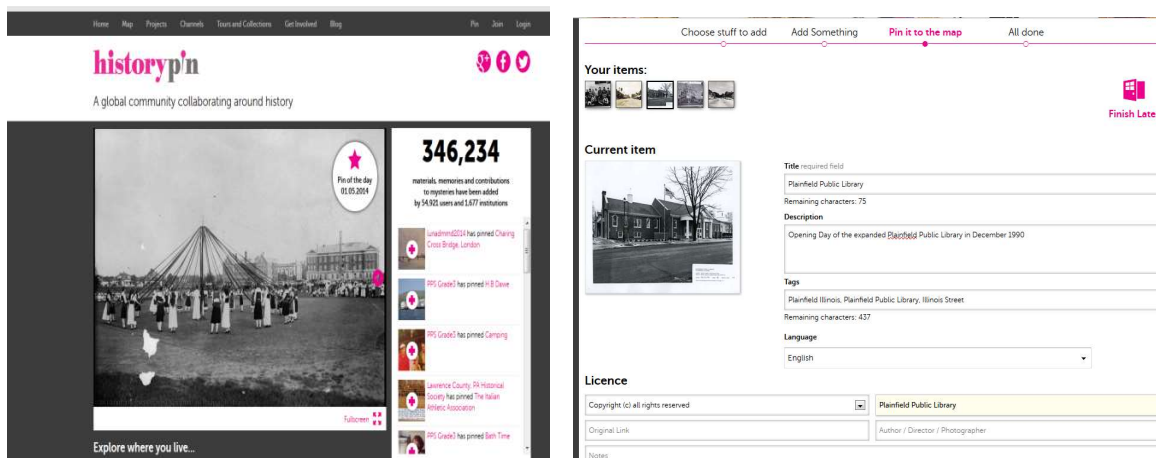 Home Map Projects Channels Tours and Collections Get Involved Blog Pin Join Login
historypin
A global community collaborating around history
Pin of the day
01.05.2014
Fullscreen
Explore where you live...
346,234
materials, memories and contributions
to mysteries have been added
by 54,921 users and 1,677 institutions
lunadmrnd2014 has pinned Charing
Cross Bridge, London
PPS Grade3 has pinned H B Dawe
PPS Grade3 has pinned Camping
Lawrence County, PA Historical
Society has pinned The Italian
Athletic Association
PPS Grade3 has pinned Bath Time
Choose stuff to add Add Something Pin it to the map All done
Your items:
Finish Late
Current item
Title required field
Plainfield Public Library
Remaining characters: 75
Description
Opening Day of the expanded Plainfield Public Library in December 1990
Tags
Plainfield Illinois, Plainfield Public Library, Illinois Street
Remaining characters: 437
Language
English
Licence
Copyright (c) all rights reserved
Plainfield Public Library
Original Link
Author / Director / Photographer
Notes